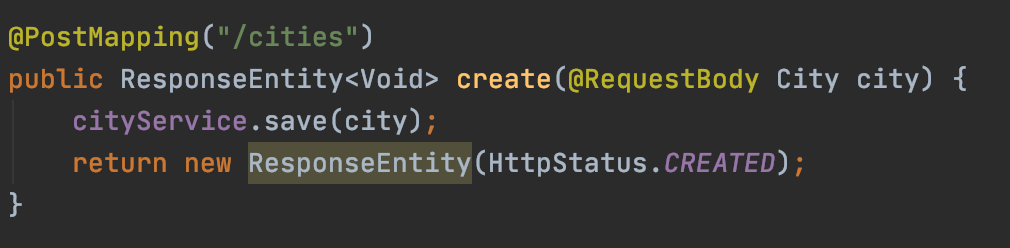 @PostMapping("/cities")
public ResponseEntity<Void> create(@RequestBody City city) {
cityService.save(city);
return new ResponseEntity(HttpStatus.CREATED);
}